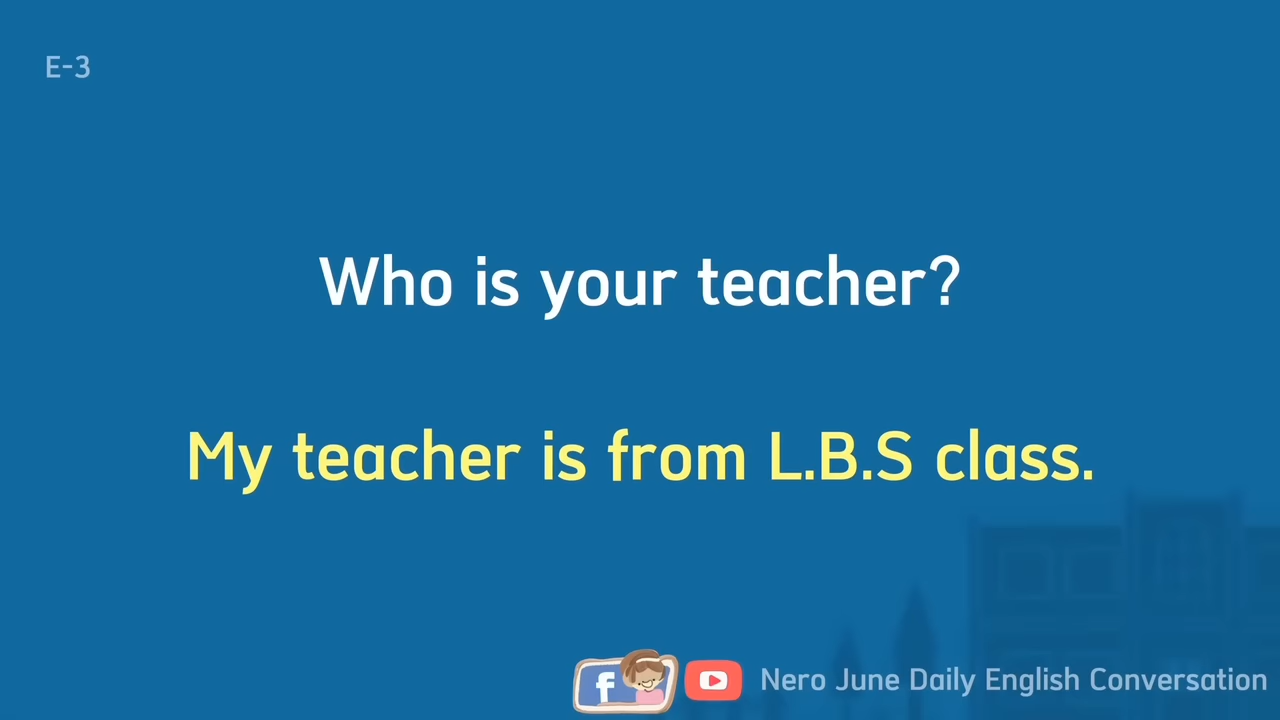 E-3
Who is your teacher?
My teacher is from L.B.S class.
f
Nero June Daily English Conversation